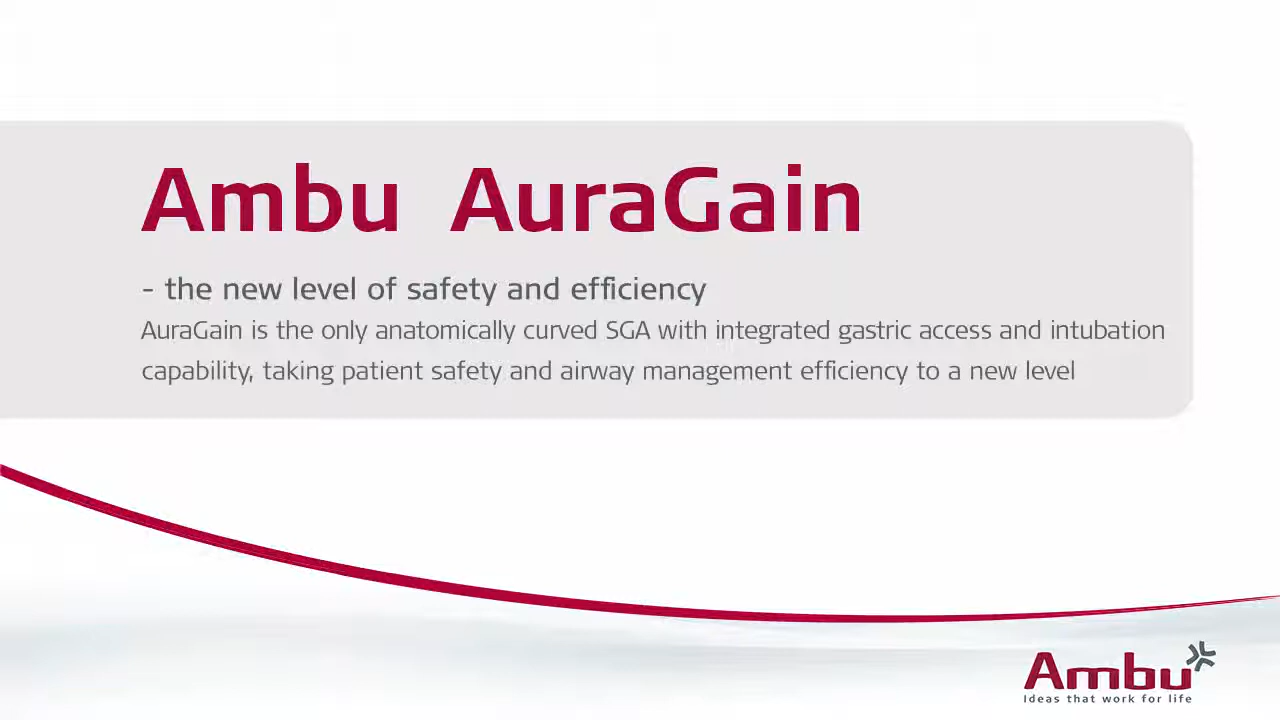 Ambu AuraGain
- the new level of safety and efficiency
AuraGain is the only anatomically curved SGA with integrated gastric access and intubation
capability, taking patient safety and airway management efficiency to a new level
Ambu
Ideas that work for life